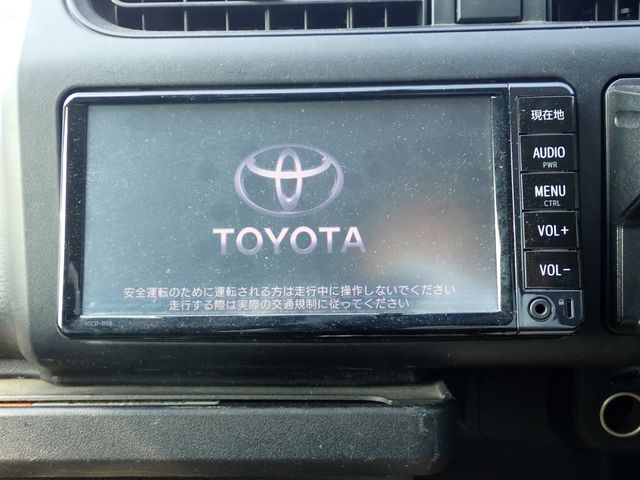 現在地
AUDIO
PWR
MENU
CTRL
VOL+
VOL-
TOYOTA
安全運転のために運転される方は走行中に操作しないでください
走行する際は実際の交通規制に従ってください
NSCD-W66